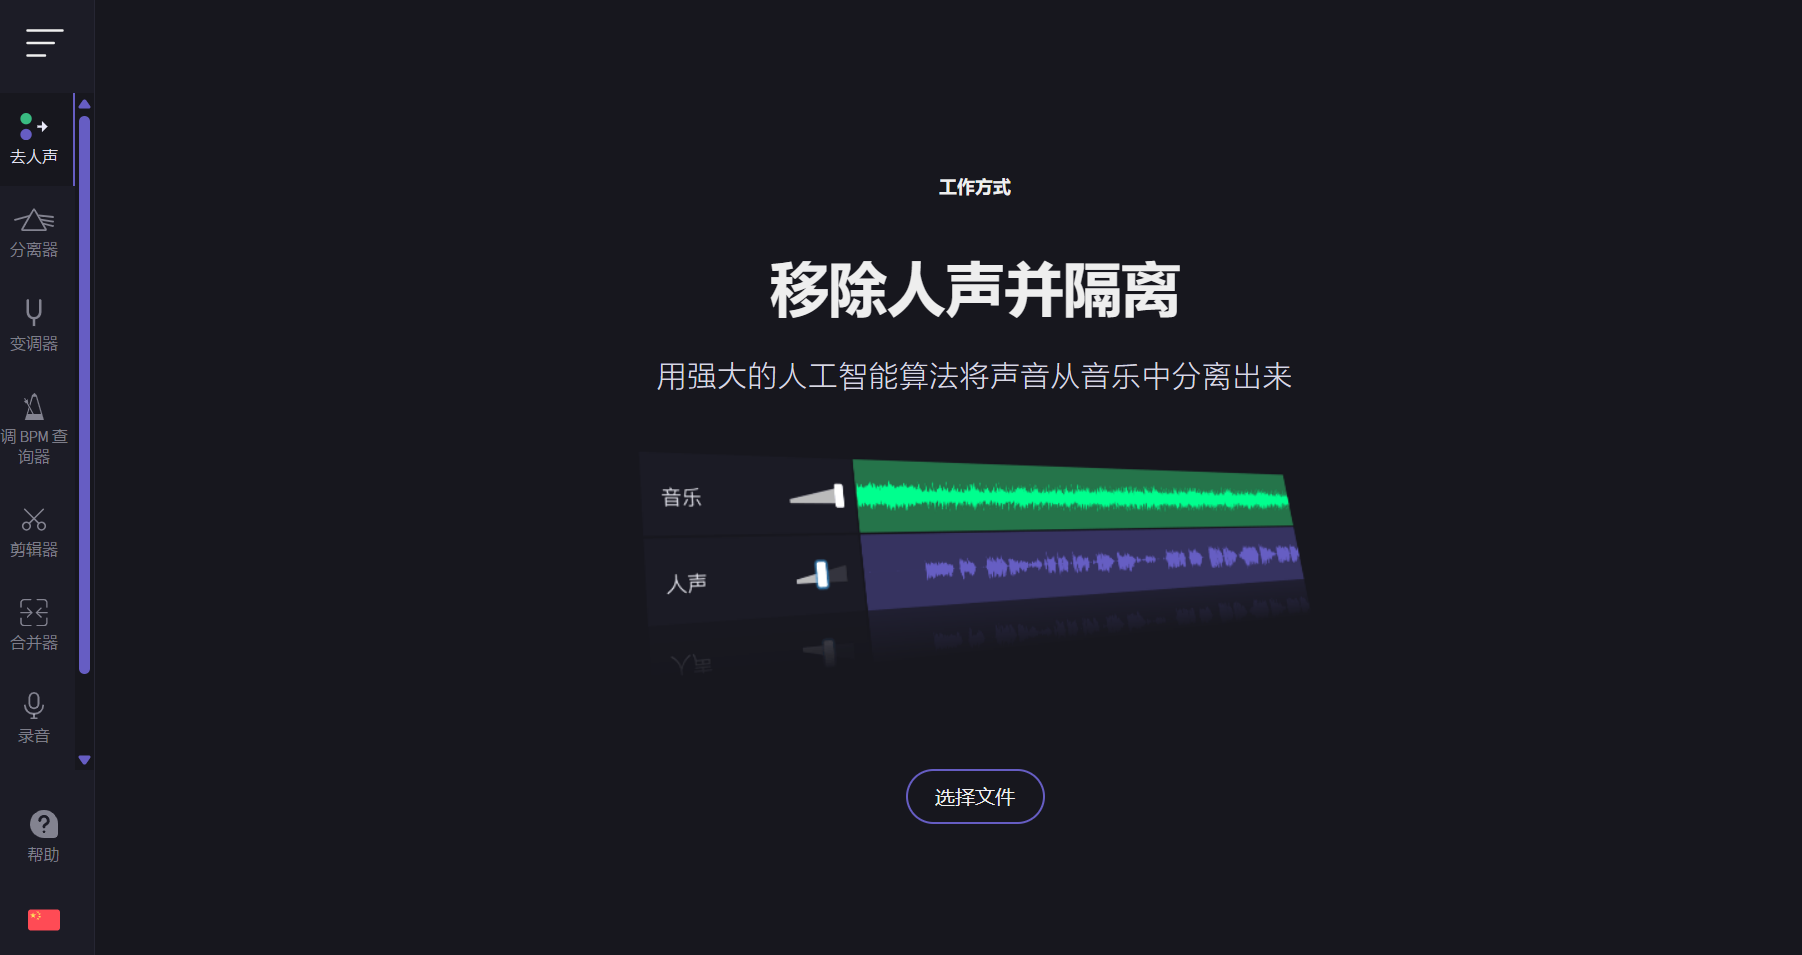 去人声
分离器
变调器
调 BPM 查
询器
剪辑器
合并器
录音
帮助
工作方式
移除人声并隔离
用强大的人工智能算法将声音从音乐中分离出来
音乐
人声
人声
选择文件